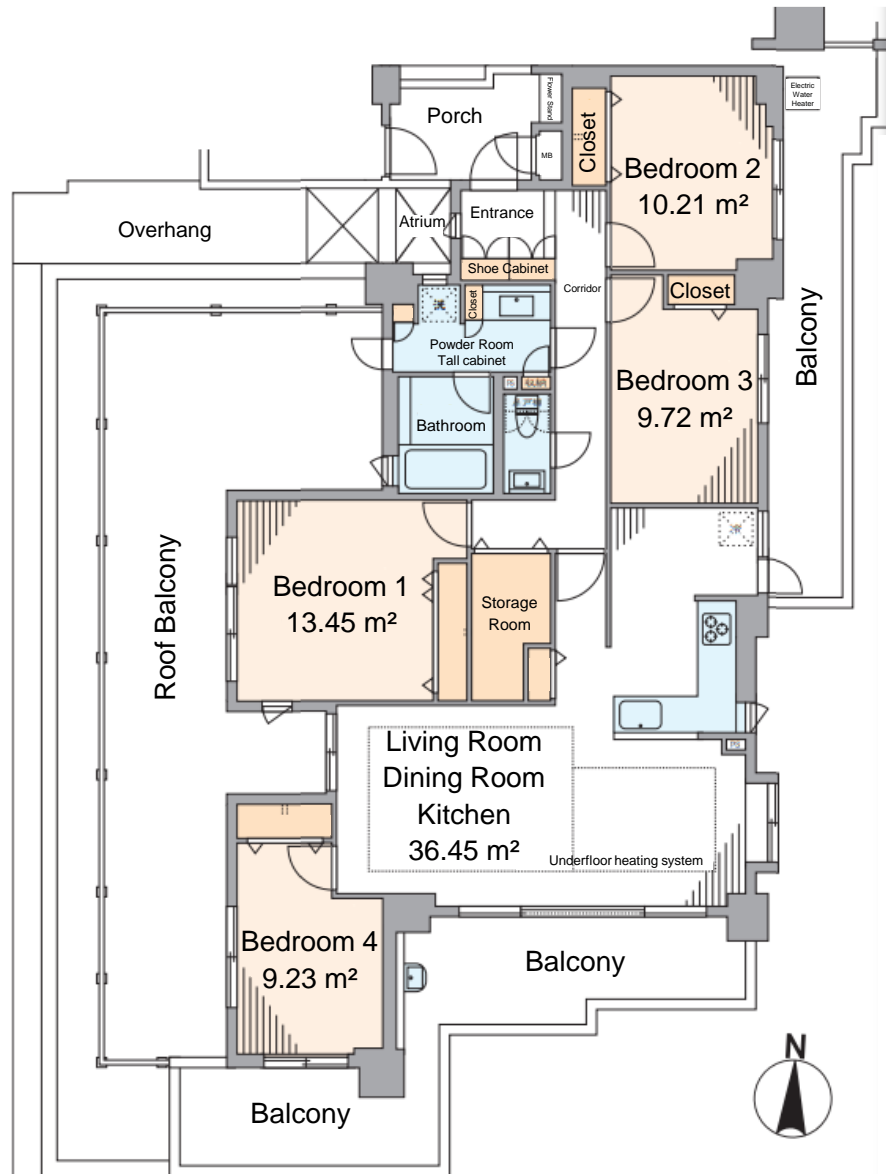 Electric
Water
Heater
Flower Stand
Porch
MB
Closet
Bedroom 2
10.21 m²
Overhang
Atrium
Entrance
Shoe Cabinet
Corridor
Closet
Closet
Powder Room
Tall cabinet
Bedroom 3
9.72 m²
Balcony
PS
Bathroom
Roof Balcony
Bedroom 1
13.45 m²
Storage
Room
Living Room
Dining Room
Kitchen
36.45 m²
PS
Underfloor heating system
Bedroom 4
9.23 m²
Balcony
Balcony
N